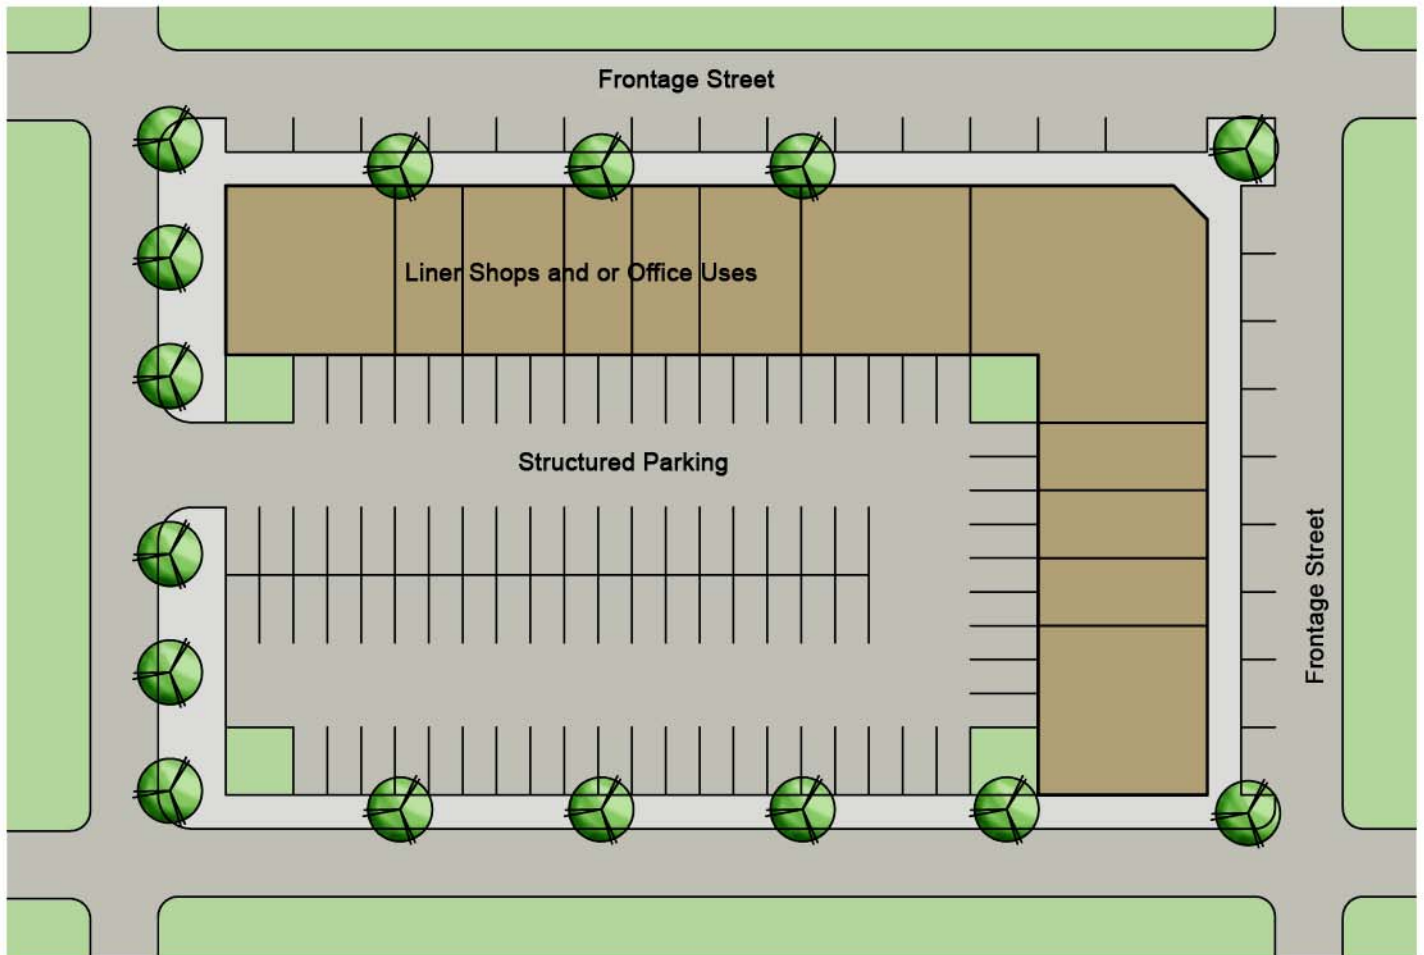 Frontage Street
Liner Shops and or Office Uses
Structured Parking
Frontage Street